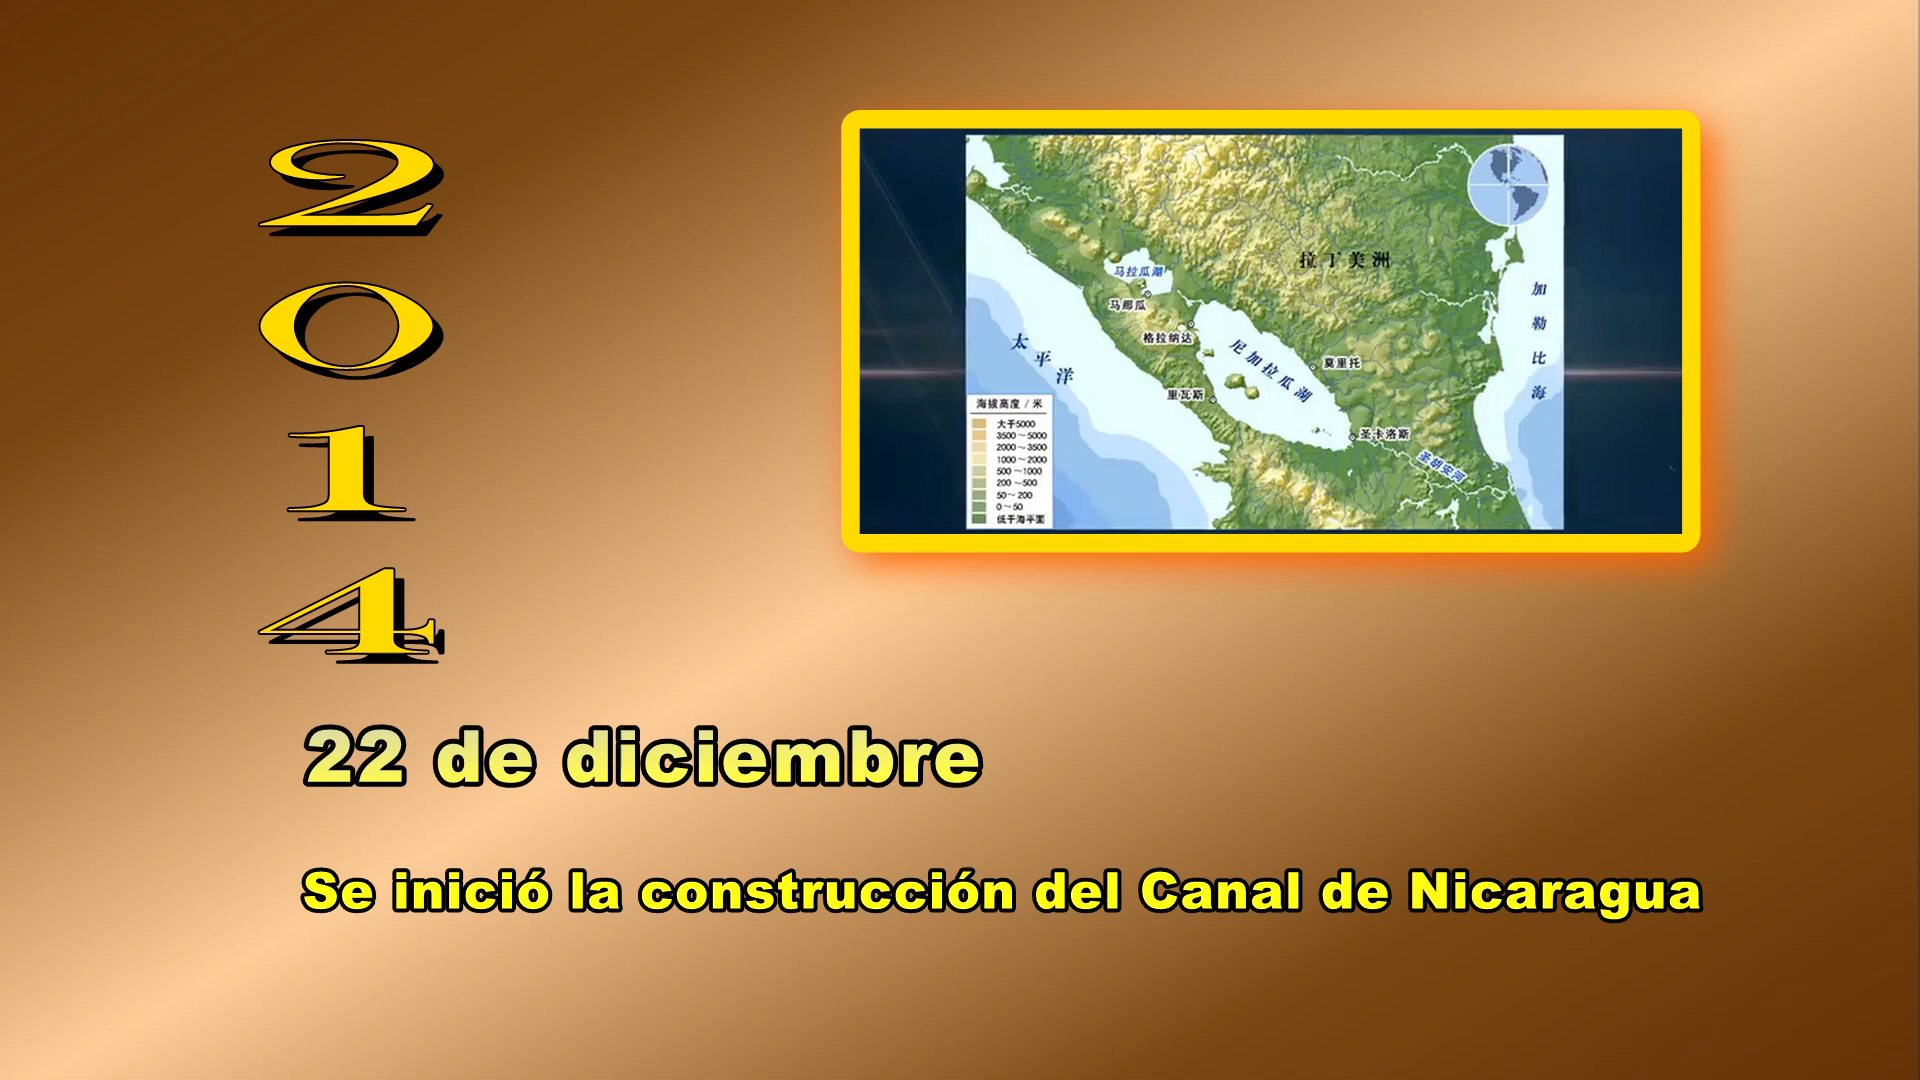 2014
拉丁美洲
马拉瓜湖
马那瓜
格拉纳达
尼加拉瓜湖
莫里托
里瓦斯
圣卡洛斯
圣胡安河
太平洋
加勒比海
海拔高度 / 米
大于5000
3500～5000
2000～3500
1000～2000
500～1000
200～500
50～200
0～50
低于海平面
22 de diciembre
Se inició la construcción del Canal de Nicaragua